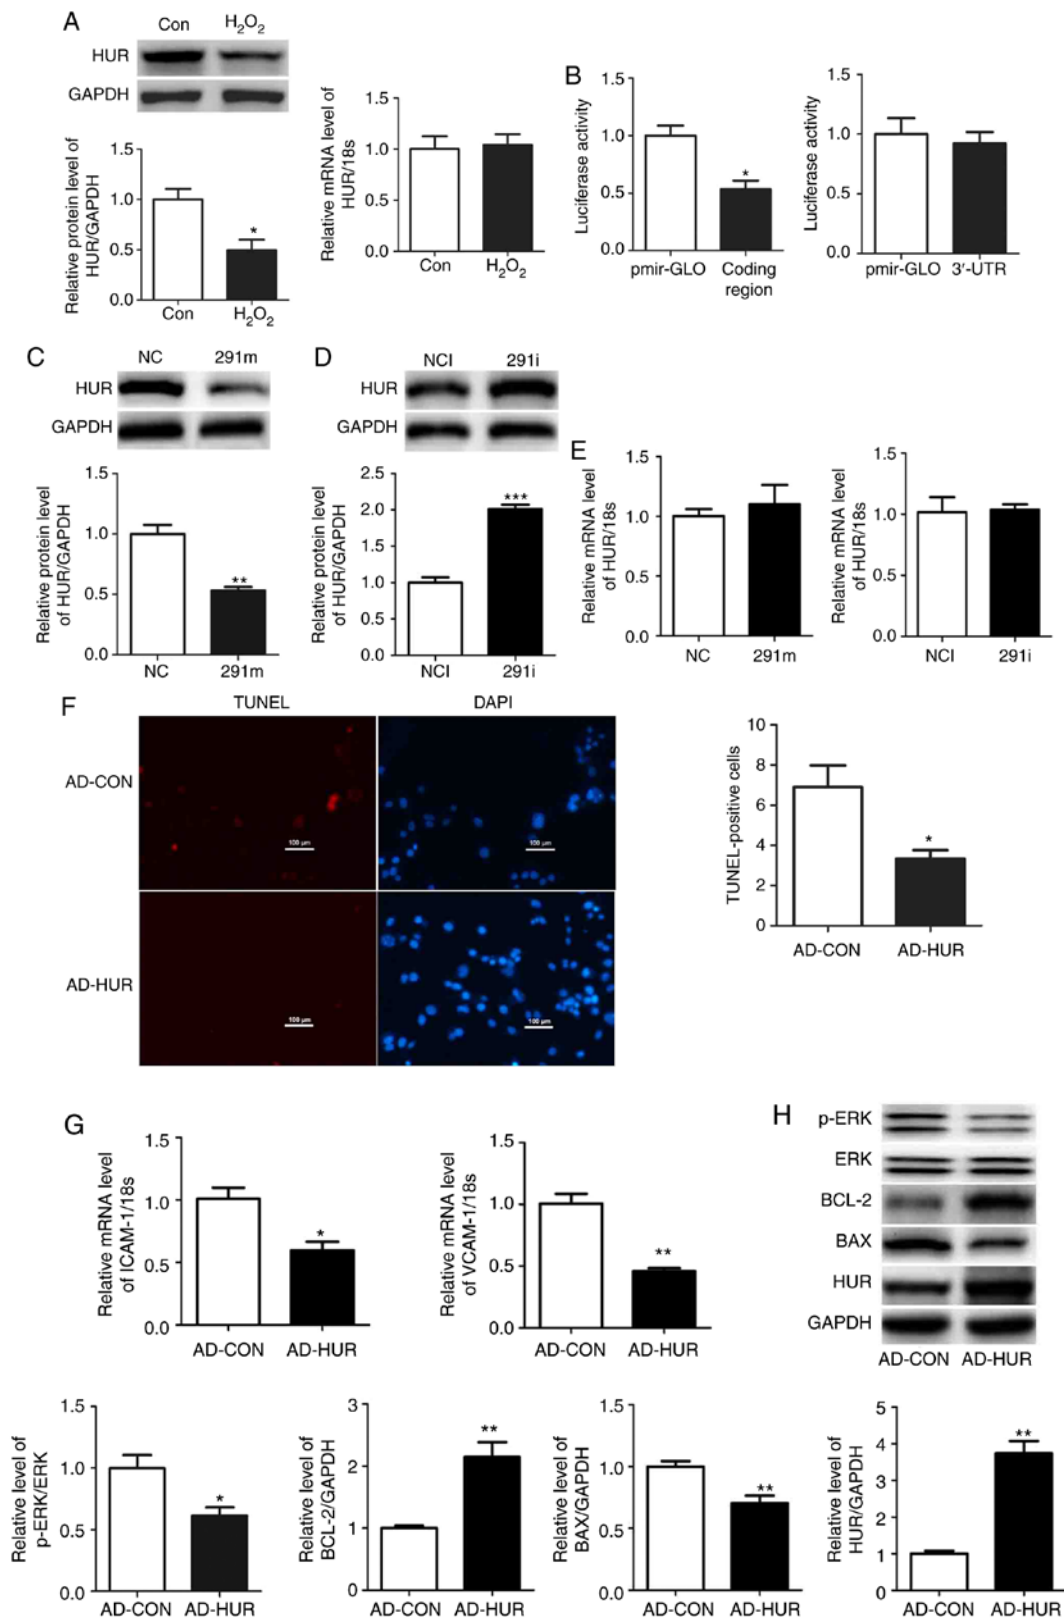 A
Con H2O2
HUR
GAPDH
Relative protein level of
HUR/GAPDH
1.5
1.0
0.5
0.0
*
Con H2O2
Relative mRNA level of
HUR/18s
1.5
1.0
0.5
0.0
Con H2O2
B
Luciferase activity
1.5
1.0
0.5
0.0
*
pmir-GLO Coding
region
Luciferase activity
1.5
1.0
0.5
0.0
pmir-GLO 3′-UTR
C
NC 291m
HUR
GAPDH
Relative protein level
of HUR/GAPDH
1.5
1.0
0.5
0.0
**
NC 291m
D
NCI 291i
HUR
GAPDH
Relative protein level
of HUR/GAPDH
2.5
2.0
1.5
1.0
0.5
0.0
***
NCI 291i
E
Relative mRNA level
of HUR/18s
1.5
1.0
0.5
0.0
NC 291m
Relative mRNA level
of HUR/18s
1.5
1.0
0.5
0.0
NCI 291i
F
TUNEL DAPI
AD-CON
100 µm 100 µm
AD-HUR
100 µm 100 µm
TUNEL-positive cells
10
8
6
4
2
0
*
AD-CON AD-HUR
G
Relative mRNA level
of ICAM-1/18s
1.5
1.0
0.5
0.0
*
AD-CON AD-HUR
Relative mRNA level
of VCAM-1/18s
1.5
1.0
0.5
0.0
**
AD-CON AD-HUR
H
p-ERK
ERK
BCL-2
BAX
HUR
GAPDH
AD-CON AD-HUR
Relative level of
p-ERK/ERK
1.5
1.0
0.5
0.0
*
AD-CON AD-HUR
Relative level of
BCL-2/GAPDH
3
2
1
0
**
AD-CON AD-HUR
Relative level of
BAX/GAPDH
1.5
1.0
0.5
0.0
**
AD-CON AD-HUR
Relative level of
HUR/GAPDH
5
4
3
2
1
0
**
AD-CON AD-HUR